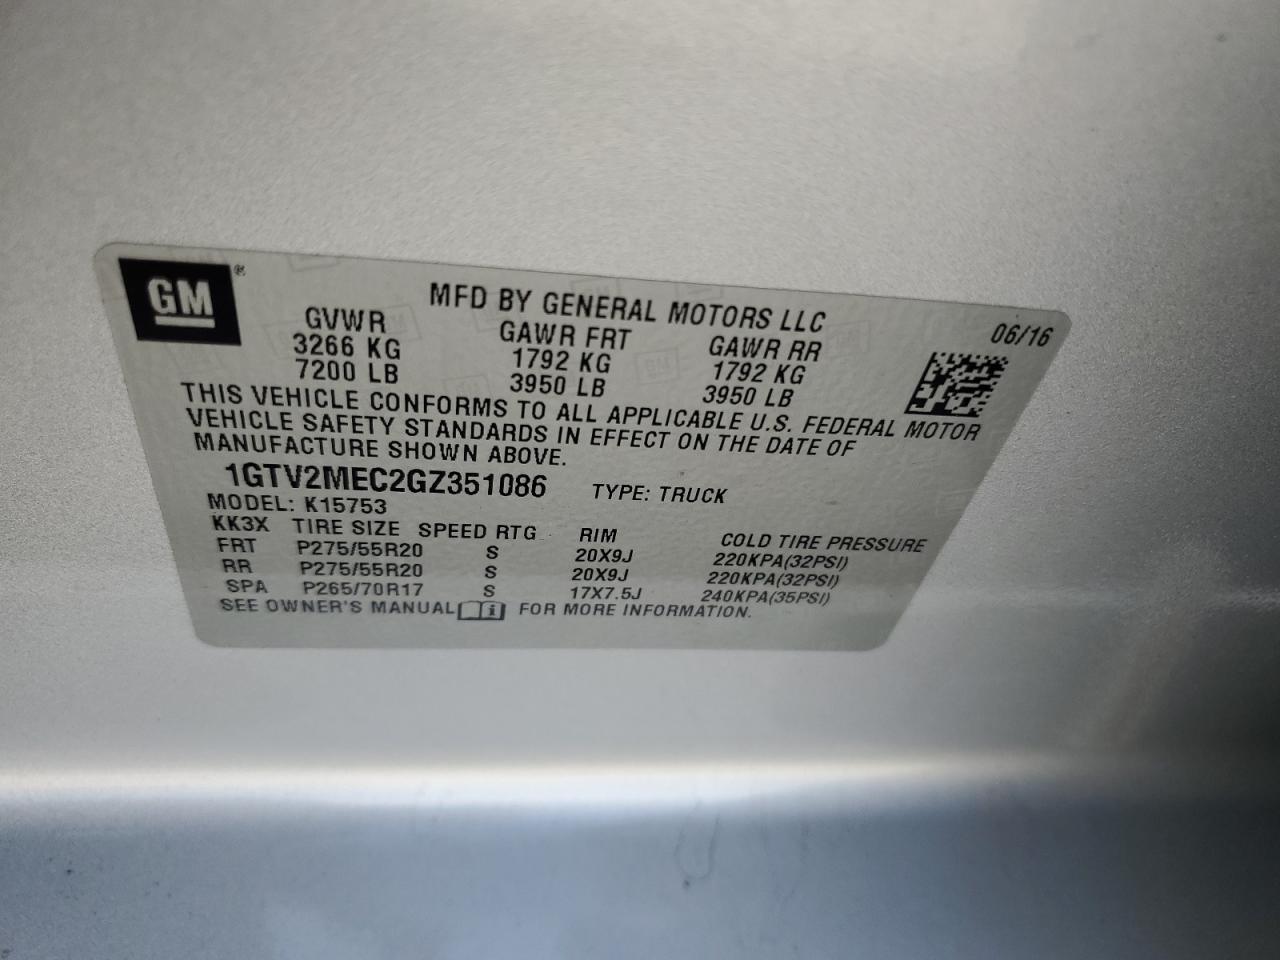 GM®
MFD BY GENERAL MOTORS LLC
06/16
GVWR GAWR FRT GAWR RR
3266 KG 1792 KG 1792 KG
7200 LB 3950 LB 3950 LB
THIS VEHICLE CONFORMS TO ALL APPLICABLE U.S. FEDERAL MOTOR
VEHICLE SAFETY STANDARDS IN EFFECT ON THE DATE OF
MANUFACTURE SHOWN ABOVE.
1GTV2MEC2GZ351086 TYPE: TRUCK
MODEL: K15753
KK3X TIRE SIZE SPEED RTG RIM COLD TIRE PRESSURE
FRT P275/55R20 S 20X9J 220KPA(32PSI)
RR P275/55R20 S 20X9J 220KPA(32PSI)
SPA P265/70R17 S 17X7.5J 240KPA(35PSI)
SEE OWNER'S MANUAL i FOR MORE INFORMATION.